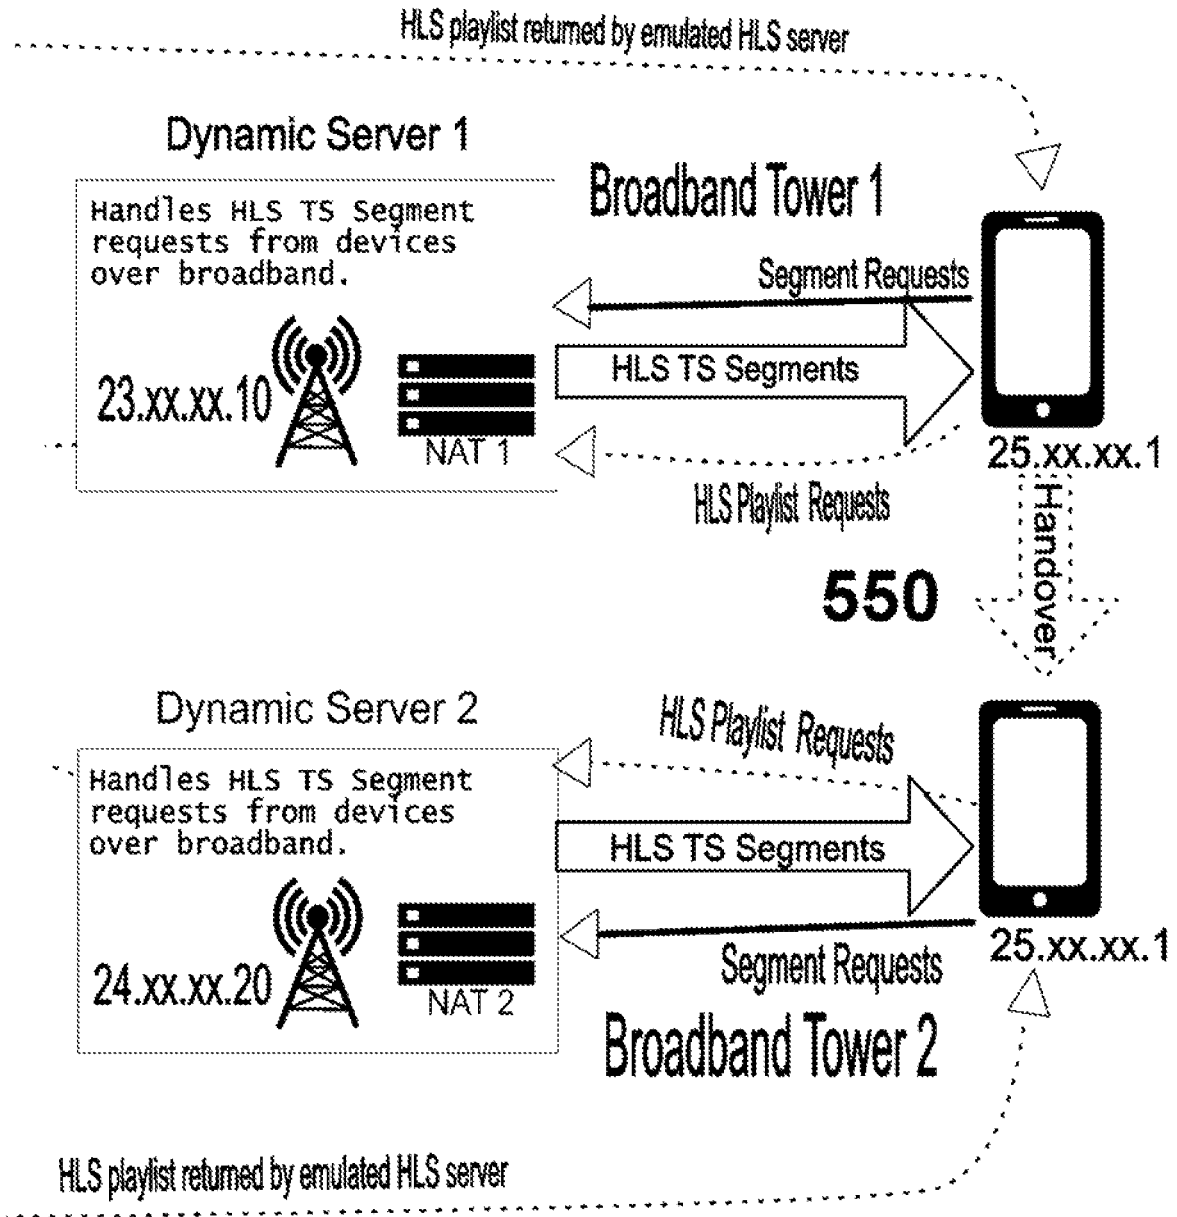 HLS playlist returned by emulated HLS server
Dynamic Server 1
Broadband Tower 1
Handles HLS TS Segment
requests from devices
over broadband.
Segment Requests
HLS TS Segments
23.xx.xx.10
NAT 1
25.xx.xx.1
HLS Playlist Requests
Handover
550
Dynamic Server 2
HLS Playlist Requests
Handles HLS TS Segment
requests from devices
over broadband.
HLS TS Segments
24.xx.xx.20
NAT 2
Segment Requests
25.xx.xx.1
Broadband Tower 2
HLS playlist returned by emulated HLS server